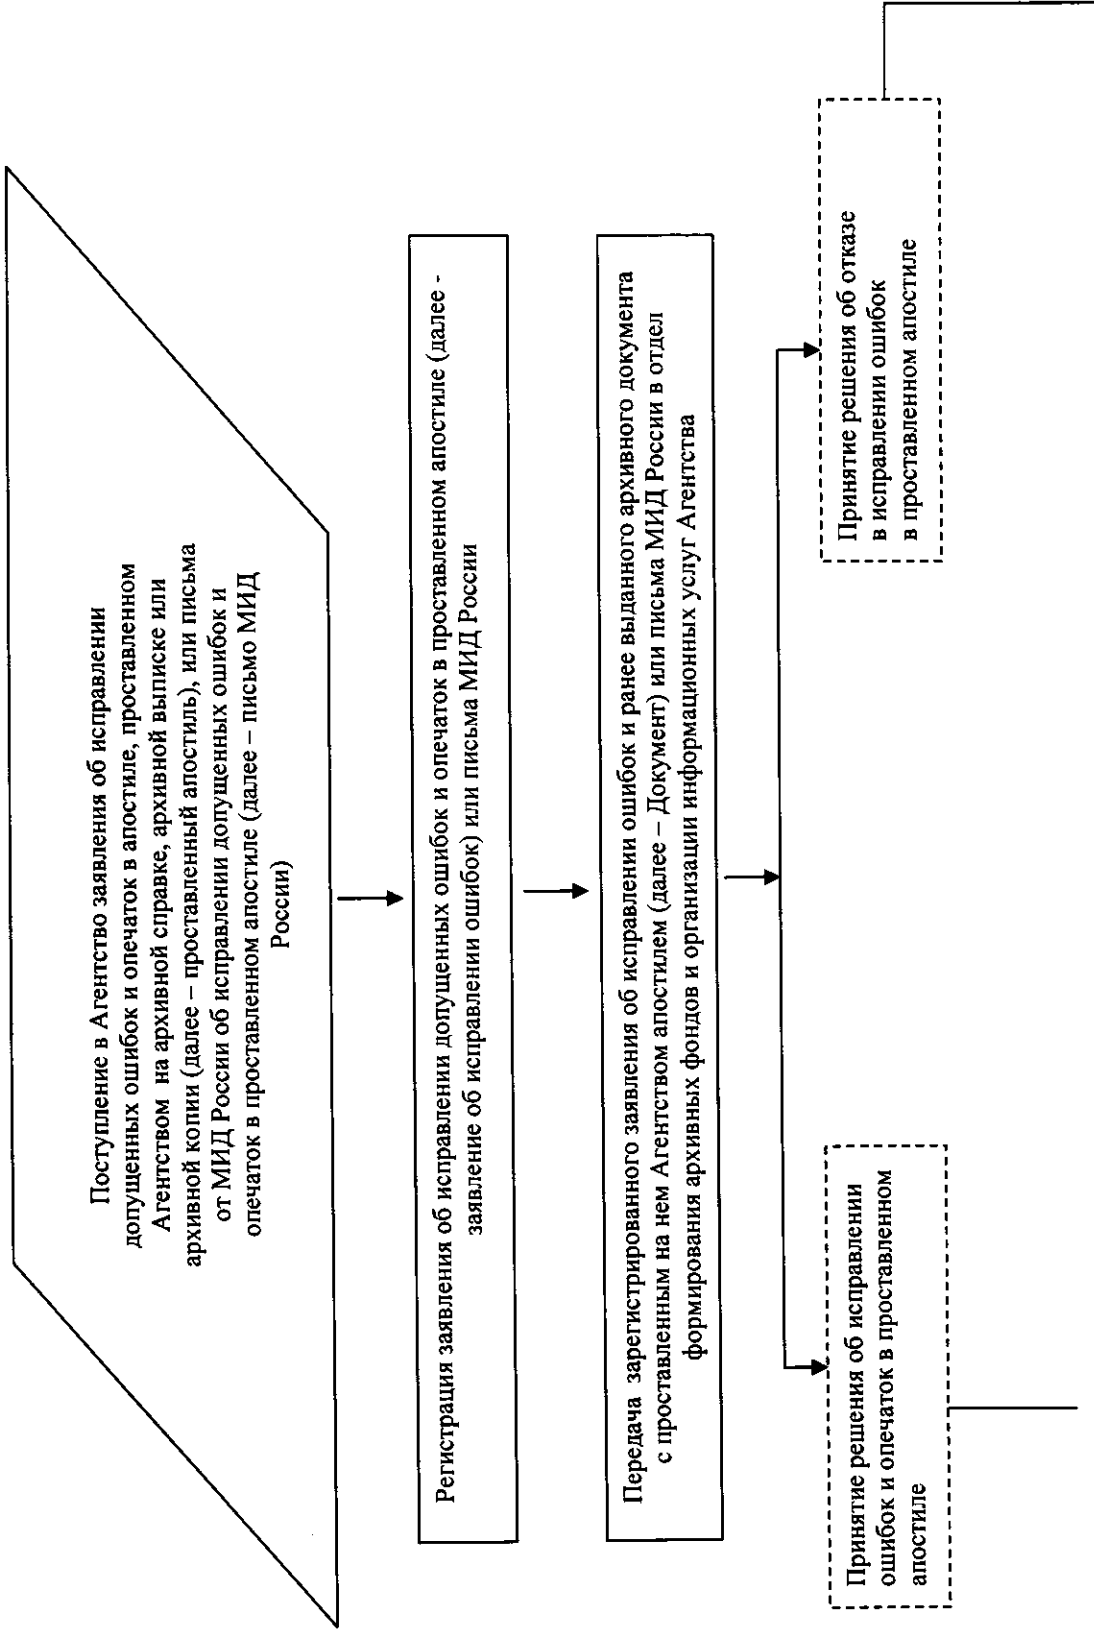 Поступление в Агентство заявления об исправлении
допущенных ошибок и опечаток в апостиле, проставленном
Агентством на архивной справке, архивной выписке или
архивной копии (далее – проставленный апостиль), или письма
от МИД России об исправлении допущенных ошибок и
опечаток в проставленном апостиле (далее – письмо МИД
России)
Регистрация заявления об исправлении допущенных ошибок и опечаток в проставленном апостиле (далее -
заявление об исправлении ошибок) или письма МИД России
Передача зарегистрированного заявления об исправлении ошибок и ранее выданного архивного документа
с проставленным на нем Агентством апостилем (далее – Документ) или письма МИД России в отдел
формирования архивных фондов и организации информационных услуг Агентства
Принятие решения об исправлении
ошибок и опечаток в проставленном
апостиле
Принятие решения об отказе
в исправлении ошибок
в проставленном апостиле